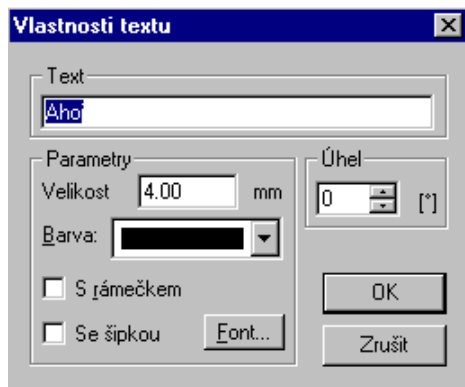 Vlastnosti textu
Text
Ahoj
Parametry
Úhel
Velikost 4.00 mm
0 [°]
Barva:
S rámečkem
OK
Se šipkou Font...
Zrušit